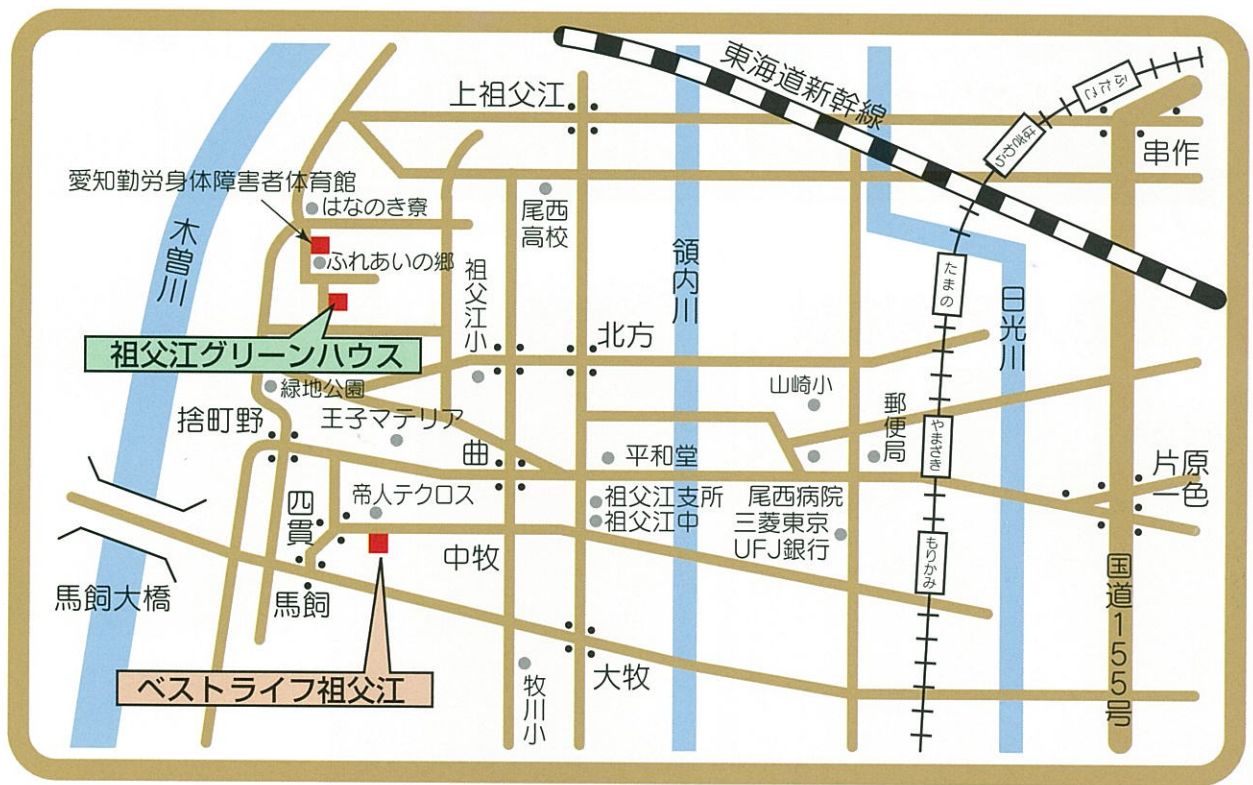 東海道新幹線
上祖父江
ふたご
はぎわら
串作
愛知勤労身体障害者体育館
はなのき寮
尾西
高校
木曽川
ふれあいの郷
祖父江小
領内川
たまの
日光川
北方
祖父江グリーンハウス
緑地公園
山崎小
捨町野
王子マテリア
郵便局
やまざき
曲
平和堂
片原
一色
四貫
帝人テクロス
祖父江支所
祖父江中
尾西病院
三菱東京
UFJ銀行
もりかみ
中牧
国道155号
馬飼大橋
馬飼
ベストライフ祖父江
牧川小
大牧